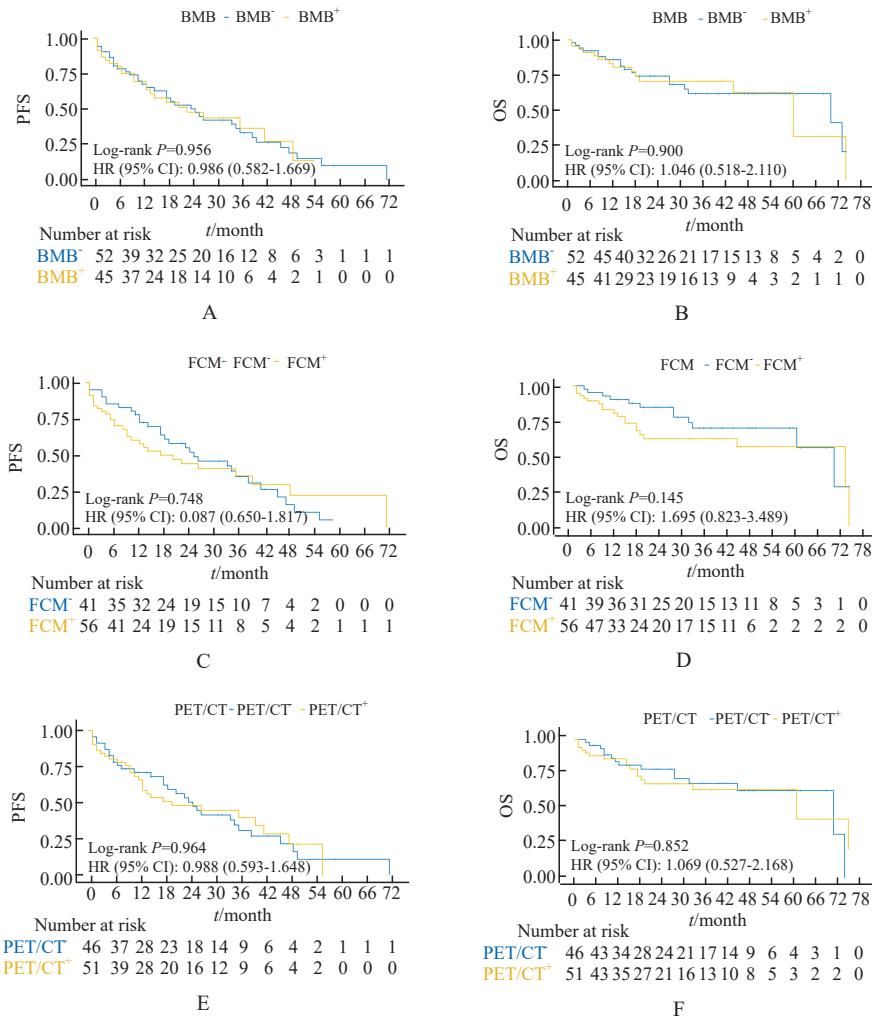 BMB BMB- BMB+
PFS
1.00
0.75
0.50
0.25
0.00
Log-rank P=0.956
HR (95% CI): 0.986 (0.582-1.669)
0 6 12 18 24 30 36 42 48 54 60 66 72
t/month
Number at risk
BMB- 52 39 32 25 20 16 12 8 6 3 1 1 1
BMB+ 45 37 24 18 14 10 6 4 2 1 0 0 0
A
BMB BMB- BMB+
OS
1.00
0.75
0.50
0.25
0.00
Log-rank P=0.900
HR (95% CI): 1.046 (0.518-2.110)
0 6 12 18 24 30 36 42 48 54 60 66 72 78
t/month
Number at risk
BMB- 52 45 40 32 26 21 17 15 13 8 5 4 2 0
BMB+ 45 41 29 23 19 16 13 9 4 3 2 1 1 0
B
FCM FCM- FCM+
PFS
1.00
0.75
0.50
0.25
0.00
Log-rank P=0.748
HR (95% CI): 0.087 (0.650-1.817)
0 6 12 18 24 30 36 42 48 54 60 66 72
t/month
Number at risk
FCM- 41 35 32 24 19 15 10 7 4 2 0 0 0
FCM+ 56 41 24 19 15 11 8 5 4 2 1 1 1
C
FCM FCM- FCM+
OS
1.00
0.75
0.50
0.25
0.00
Log-rank P=0.145
HR (95% CI): 1.695 (0.823-3.489)
0 6 12 18 24 30 36 42 48 54 60 66 72 78
t/month
Number at risk
FCM- 41 39 36 31 25 20 15 13 11 8 5 3 1 0
FCM+ 56 47 33 24 20 17 15 11 6 2 2 2 2 0
D
PET/CT PET/CT- PET/CT+
PFS
1.00
0.75
0.50
0.25
0.00
Log-rank P=0.964
HR (95% CI): 0.988 (0.593-1.648)
0 6 12 18 24 30 36 42 48 54 60 66 72
t/month
Number at risk
PET/CT- 46 37 28 23 18 14 9 6 4 2 1 1 1
PET/CT+ 51 39 28 20 16 12 9 6 4 2 0 0 0
E
PET/CT PET/CT- PET/CT+
OS
1.00
0.75
0.50
0.25
0.00
Log-rank P=0.852
HR (95% CI): 1.069 (0.527-2.168)
0 6 12 18 24 30 36 42 48 54 60 66 72 78
t/month
Number at risk
PET/CT- 46 43 34 28 24 21 17 14 9 6 4 3 1 0
PET/CT+ 51 43 35 27 21 16 13 10 8 5 3 2 2 0
F